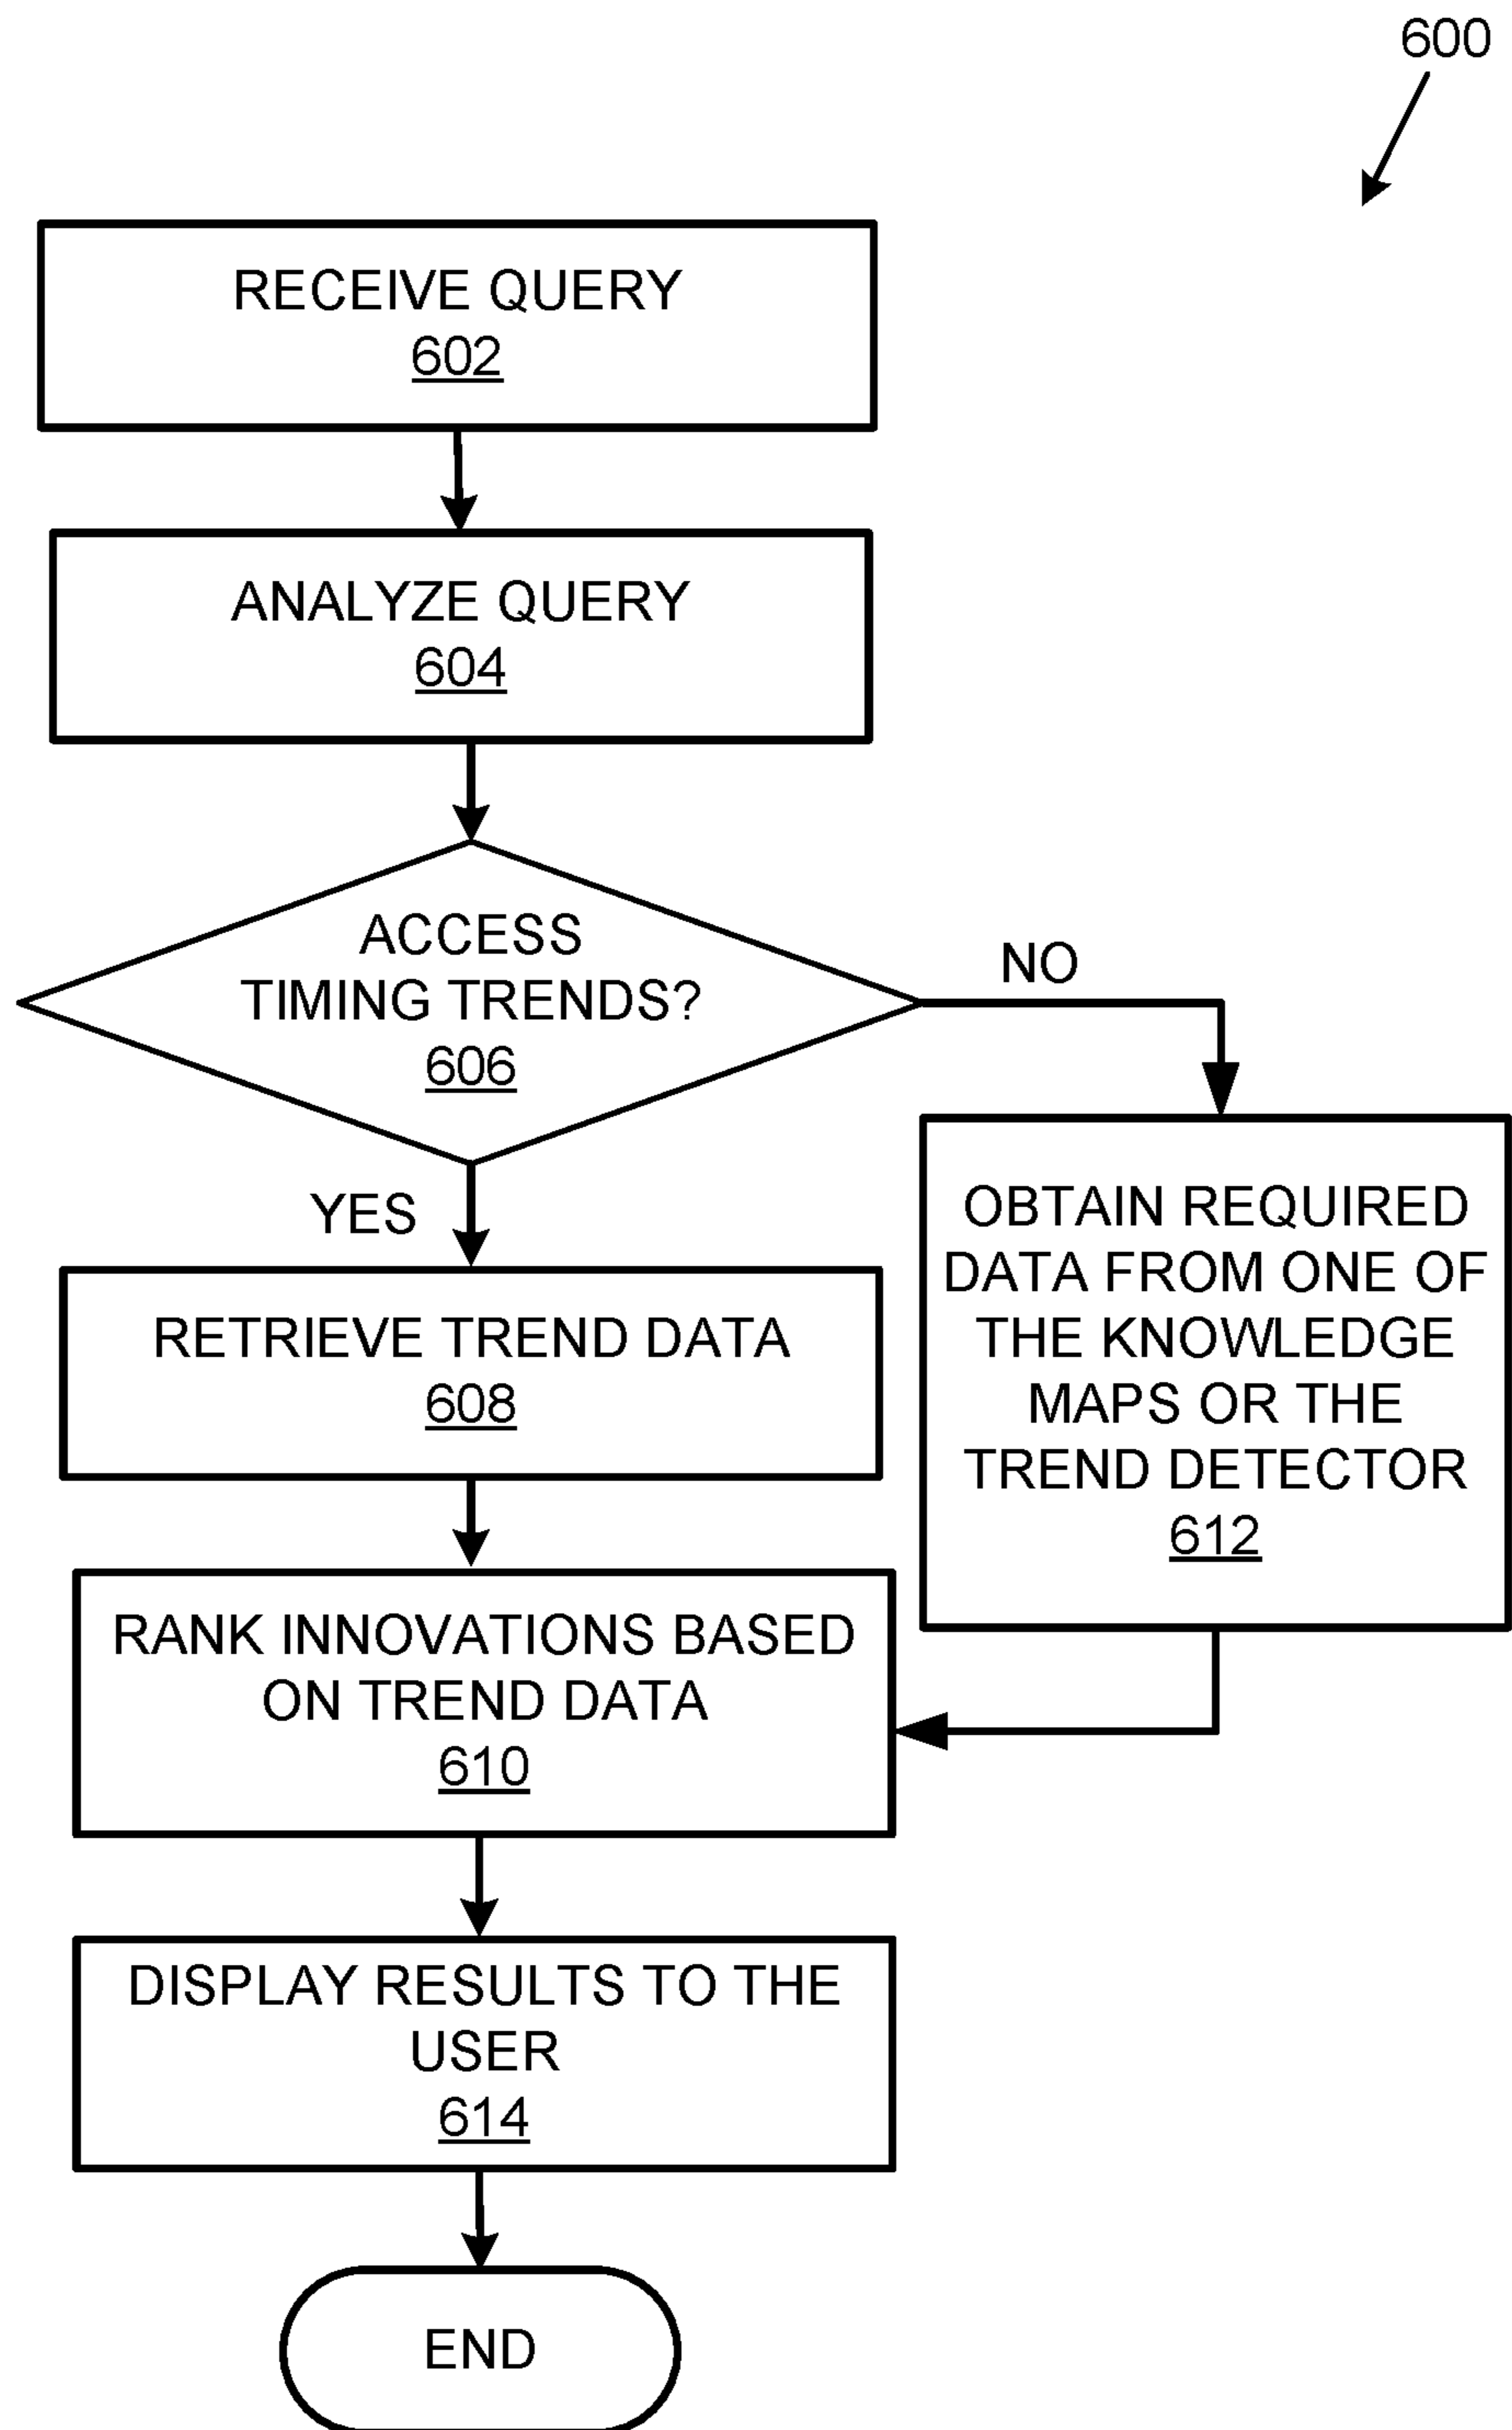 600
RECEIVE QUERY
602
ANALYZE QUERY
604
ACCESS
TIMING TRENDS?
606
NO
YES
OBTAIN REQUIRED
DATA FROM ONE OF
THE KNOWLEDGE
MAPS OR THE
TREND DETECTOR
612
RETRIEVE TREND DATA
608
RANK INNOVATIONS BASED
ON TREND DATA
610
DISPLAY RESULTS TO THE
USER
614
END